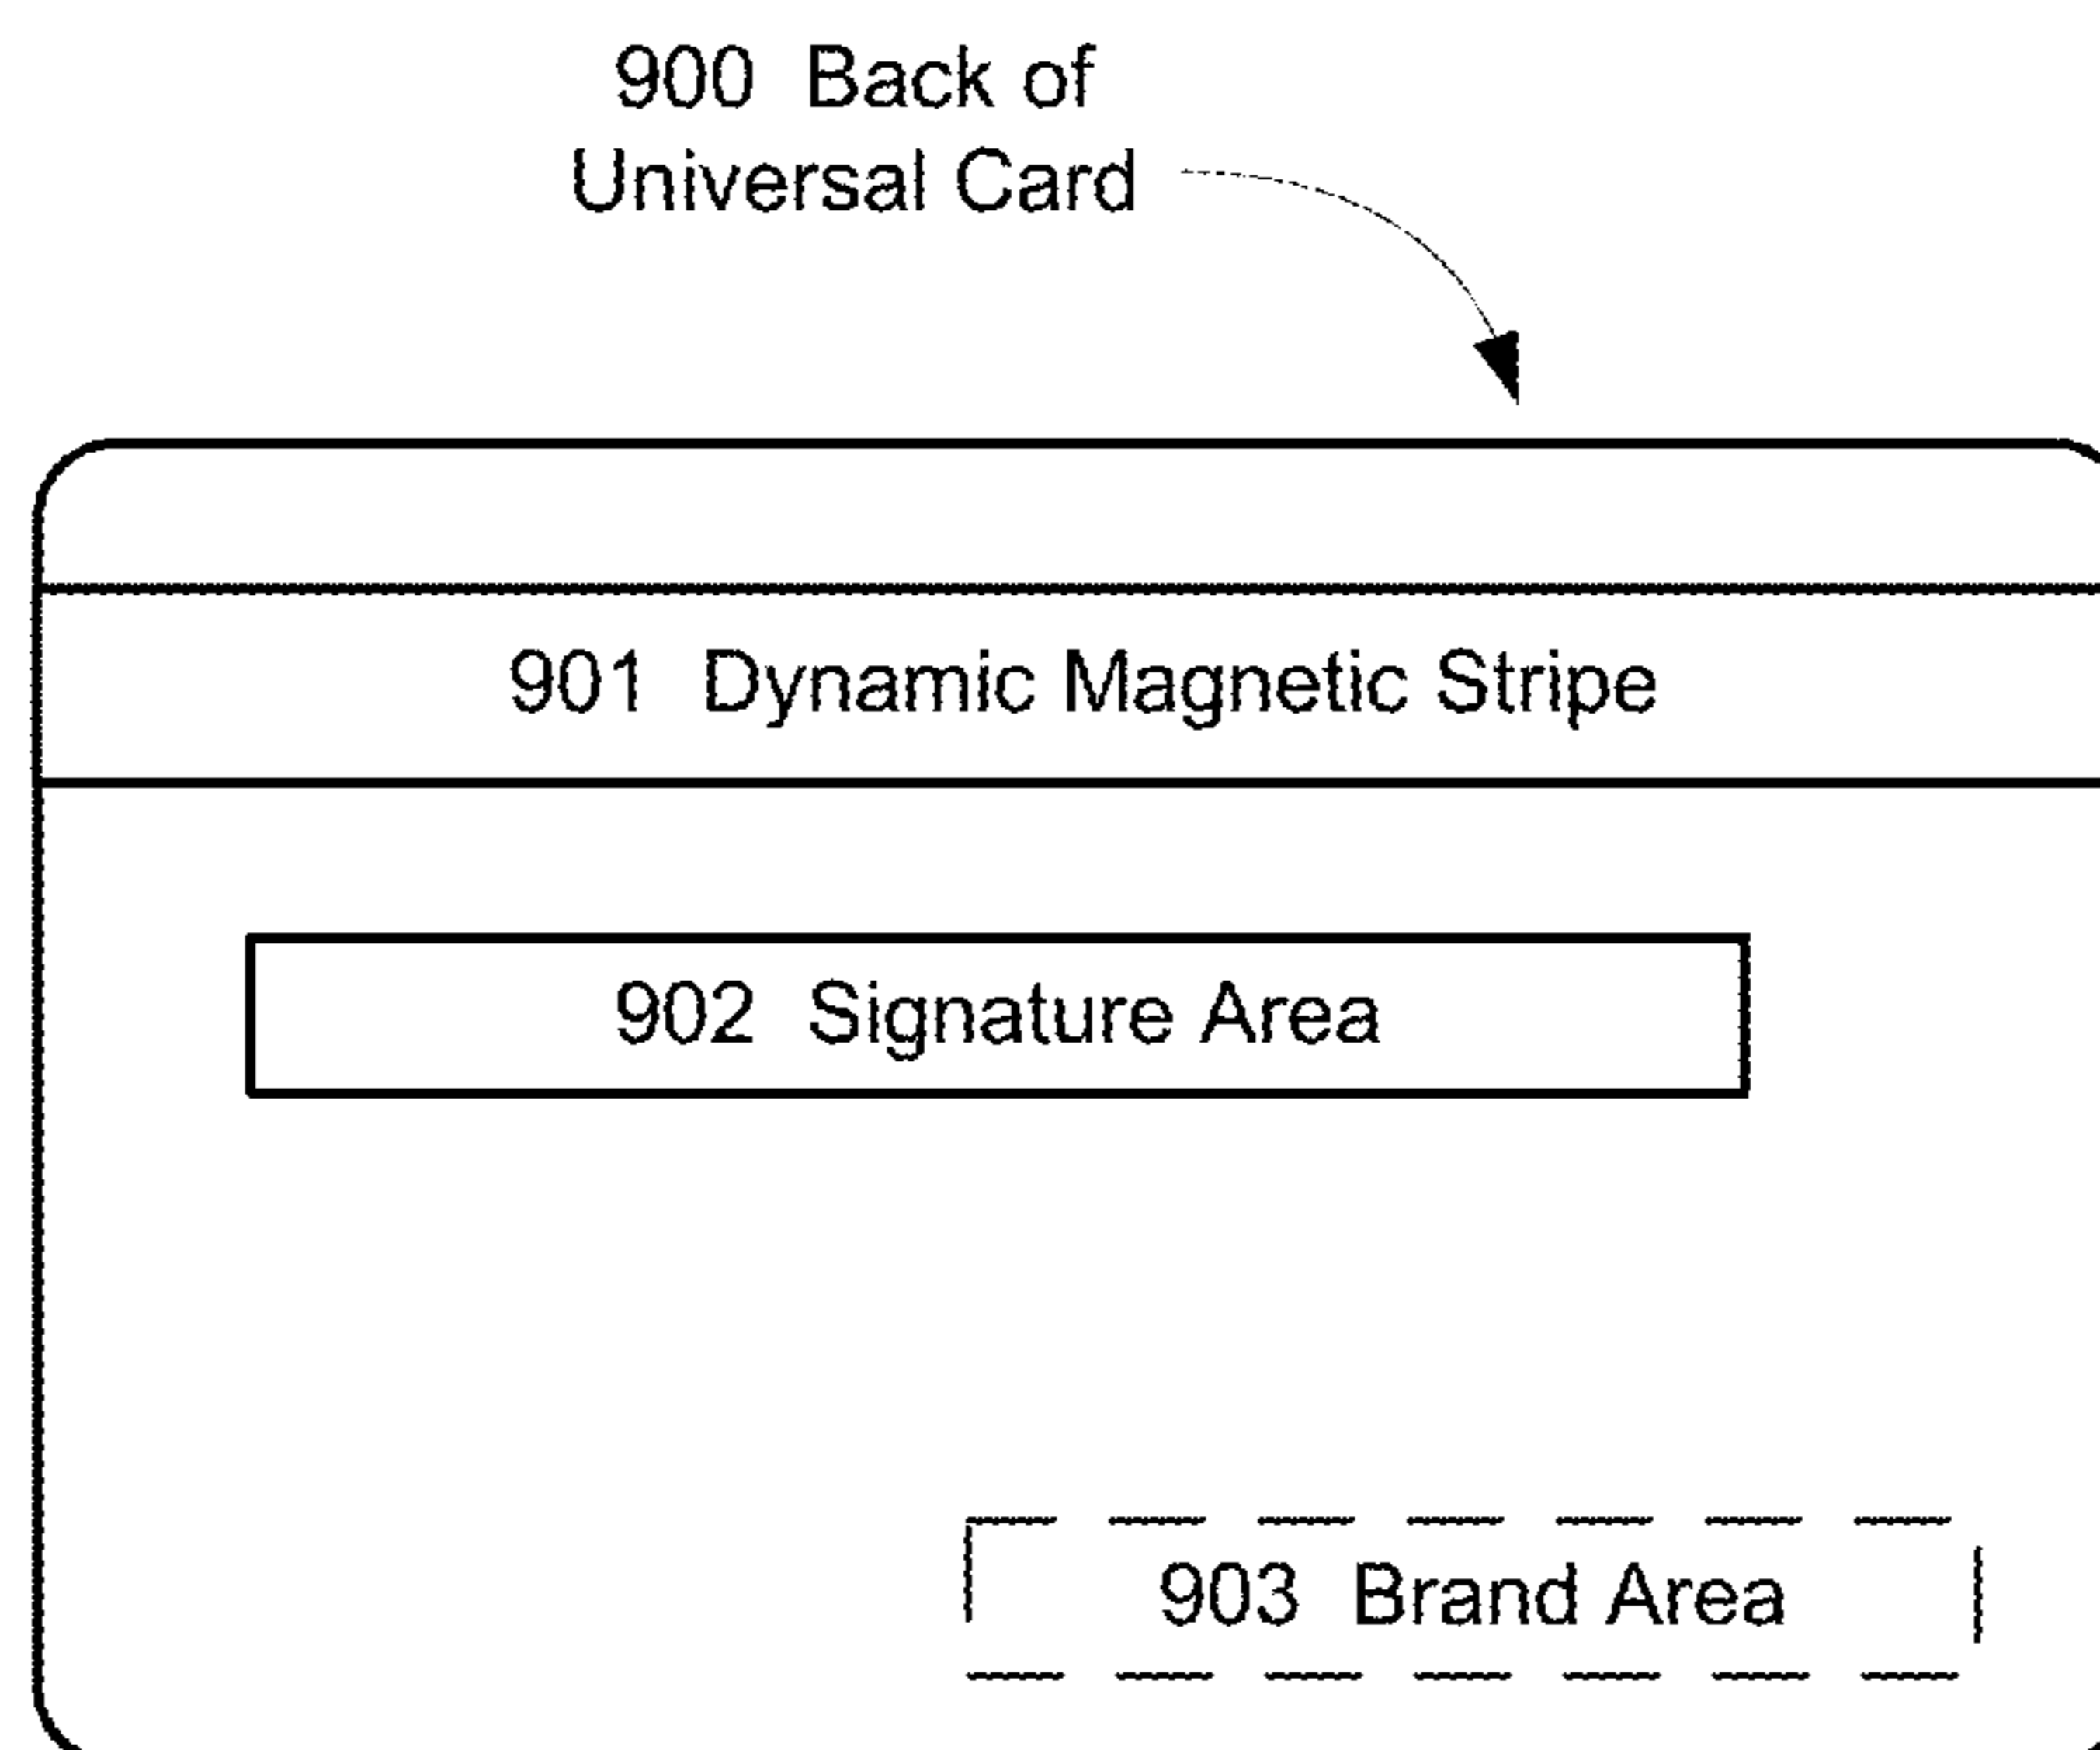 900 Back of
Universal Card
901 Dynamic Magnetic Stripe
902 Signature Area
903 Brand Area